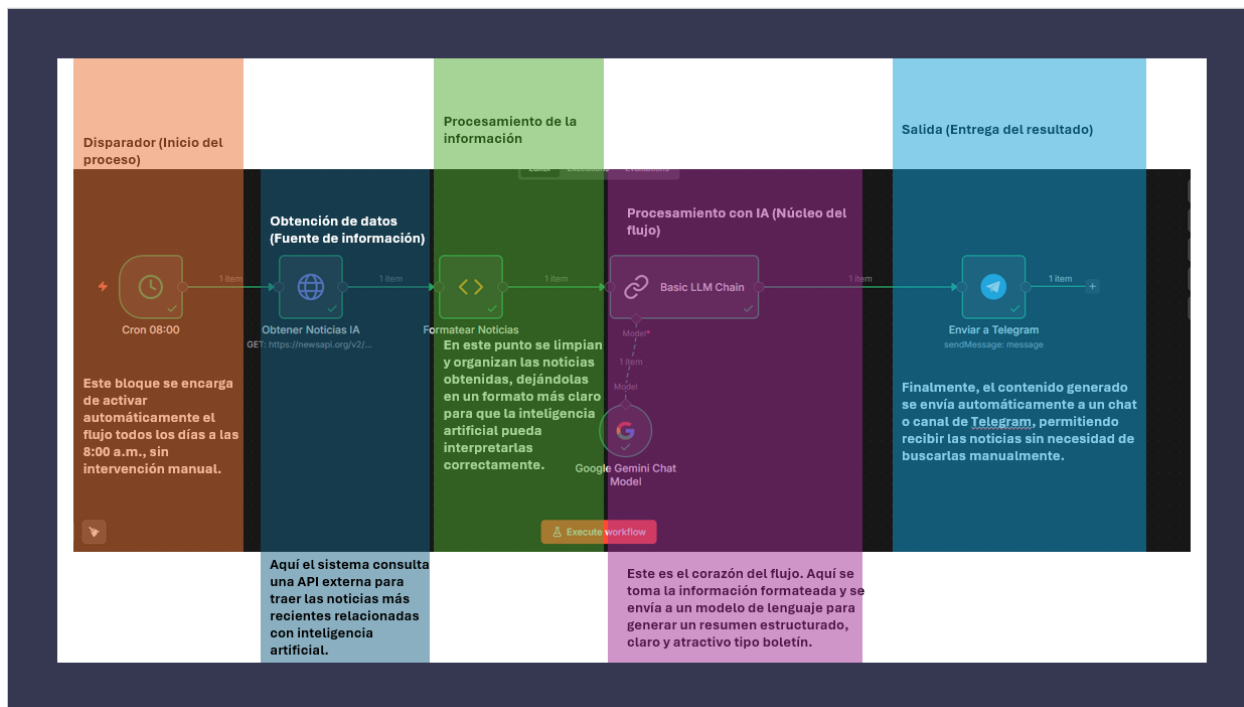 Disparador (Inicio del
proceso)
Procesamiento de la
información
Salida (Entrega del resultado)
Obtención de datos
(Fuente de información)
Procesamiento con IA (Núcleo del
flujo)
1 item
1 item
1 item
1 item
1 item
Basic LLM Chain
Cron 08:00
Obtener Noticias IA
GET: https://newsapi.org/v2/...
Formatear Noticias
Model*
1 item
Model
Google Gemini Chat
Model
Enviar a Telegram
sendMessage: message
Este bloque se encarga
de activar
automáticamente el
flujo todos los días a las
8:00 a.m., sin
intervención manual.
En este punto se limpian
y organizan las noticias
obtenidas, dejándolas
en un formato más claro
para que la inteligencia
artificial pueda
interpretarlas
correctamente.
Finalmente, el contenido generado
se envía automáticamente a un chat
o canal de Telegram, permitiendo
recibir las noticias sin necesidad de
buscarlas manualmente.
Execute workflow
Aquí el sistema consulta
una API externa para
traer las noticias más
recientes relacionadas
con inteligencia
artificial.
Este es el corazón del flujo. Aquí se
toma la información formateada y se
envía a un modelo de lenguaje para
generar un resumen estructurado,
claro y atractivo tipo boletín.